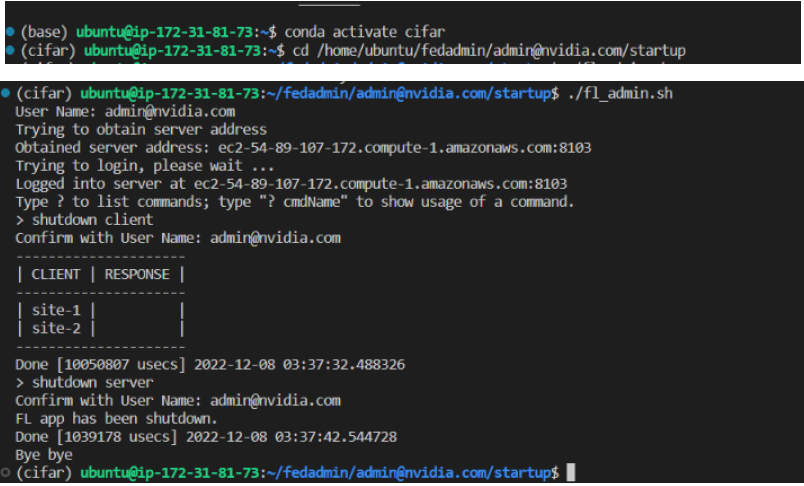 (base) ubuntu@ip-172-31-81-73:~$ conda activate cifar
(cifar) ubuntu@ip-172-31-81-73:~$ cd /home/ubuntu/fedadmin/admin@nvidia.com/startup
(cifar) ubuntu@ip-172-31-81-73:~/fedadmin/admin@nvidia.com/startup$ ./fl_admin.sh
User Name: admin@nvidia.com
Trying to obtain server address
Obtained server address: ec2-54-89-107-172.compute-1.amazonaws.com:8103
Trying to login, please wait ...
Logged into server at ec2-54-89-107-172.compute-1.amazonaws.com:8103
Type ? to list commands; type "? cmdName" to show usage of a command.
> shutdown client
Confirm with User Name: admin@nvidia.com
---------------------
| CLIENT | RESPONSE |
---------------------
| site-1 |          |
| site-2 |          |
---------------------
Done [10050807 usecs] 2022-12-08 03:37:32.488326
> shutdown server
Confirm with User Name: admin@nvidia.com
FL app has been shutdown.
Done [1039178 usecs] 2022-12-08 03:37:42.544728
Bye bye
(cifar) ubuntu@ip-172-31-81-73:~/fedadmin/admin@nvidia.com/startup$